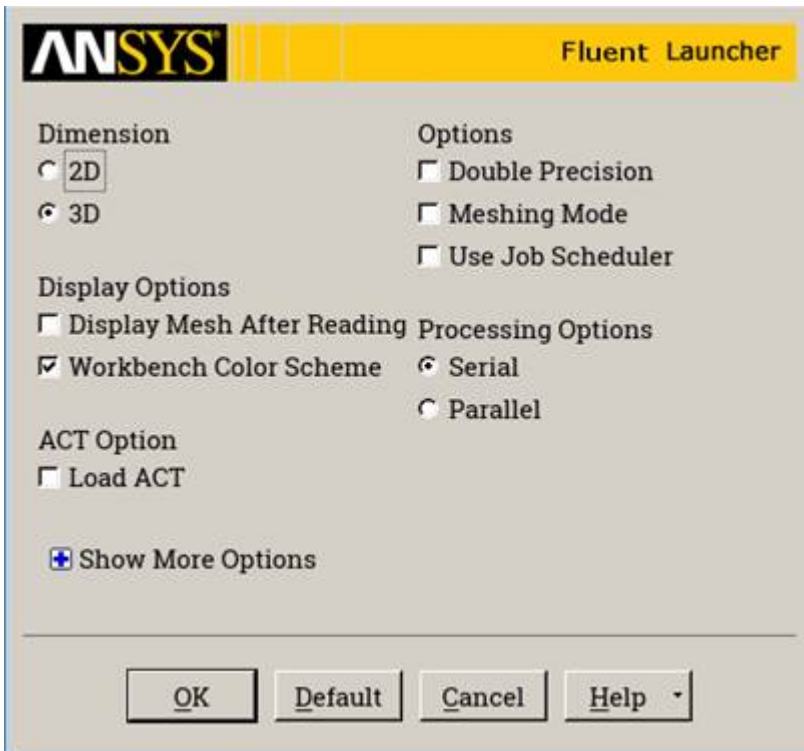 ANSYS
Fluent Launcher
Dimension
2D
3D
Options
Double Precision
Meshing Mode
Use Job Scheduler
Display Options
Display Mesh After Reading
Workbench Color Scheme
Processing Options
Serial
Parallel
ACT Option
Load ACT
Show More Options
OK
Default
Cancel
Help